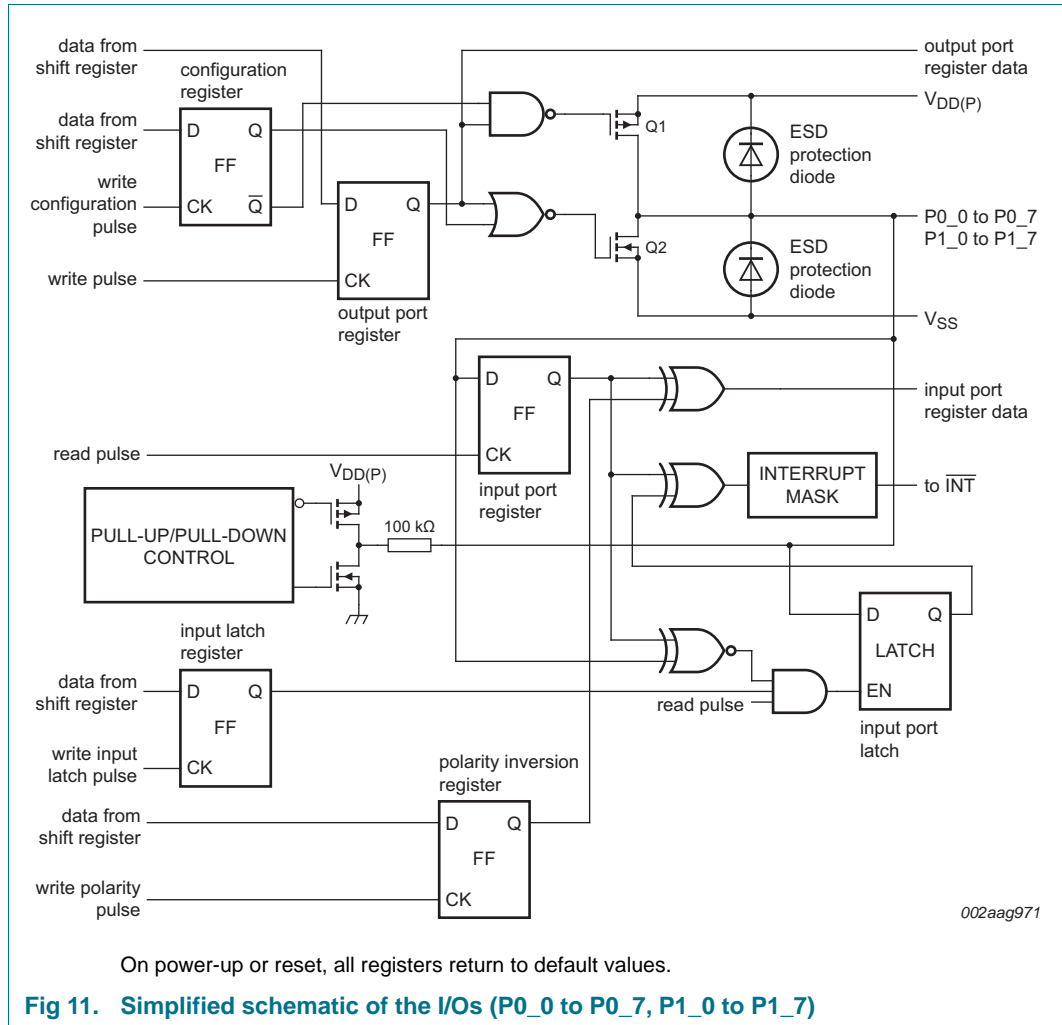 data from
shift register
configuration
register
output port
register data
data from
shift register
D
Q
FF
CK
Q̅
write
configuration
pulse
D
Q
FF
CK
write pulse
output port
register
Q1
Q2
VDD(P)
ESD
protection
diode
P0_0 to P0_7
P1_0 to P1_7
ESD
protection
diode
VSS
D
Q
FF
CK
read pulse
input port
register
input port
register data
INTERRUPT
MASK
to I̅N̅T̅
VDD(P)
PULL-UP/PULL-DOWN
CONTROL
100 kΩ
D
Q
LATCH
EN
input port
latch
read pulse
input latch
register
data from
shift register
D
Q
FF
CK
write input
latch pulse
polarity inversion
register
data from
shift register
D
Q
FF
CK
write polarity
pulse
002aag971
On power-up or reset, all registers return to default values.
Fig 11. Simplified schematic of the I/Os (P0_0 to P0_7, P1_0 to P1_7)